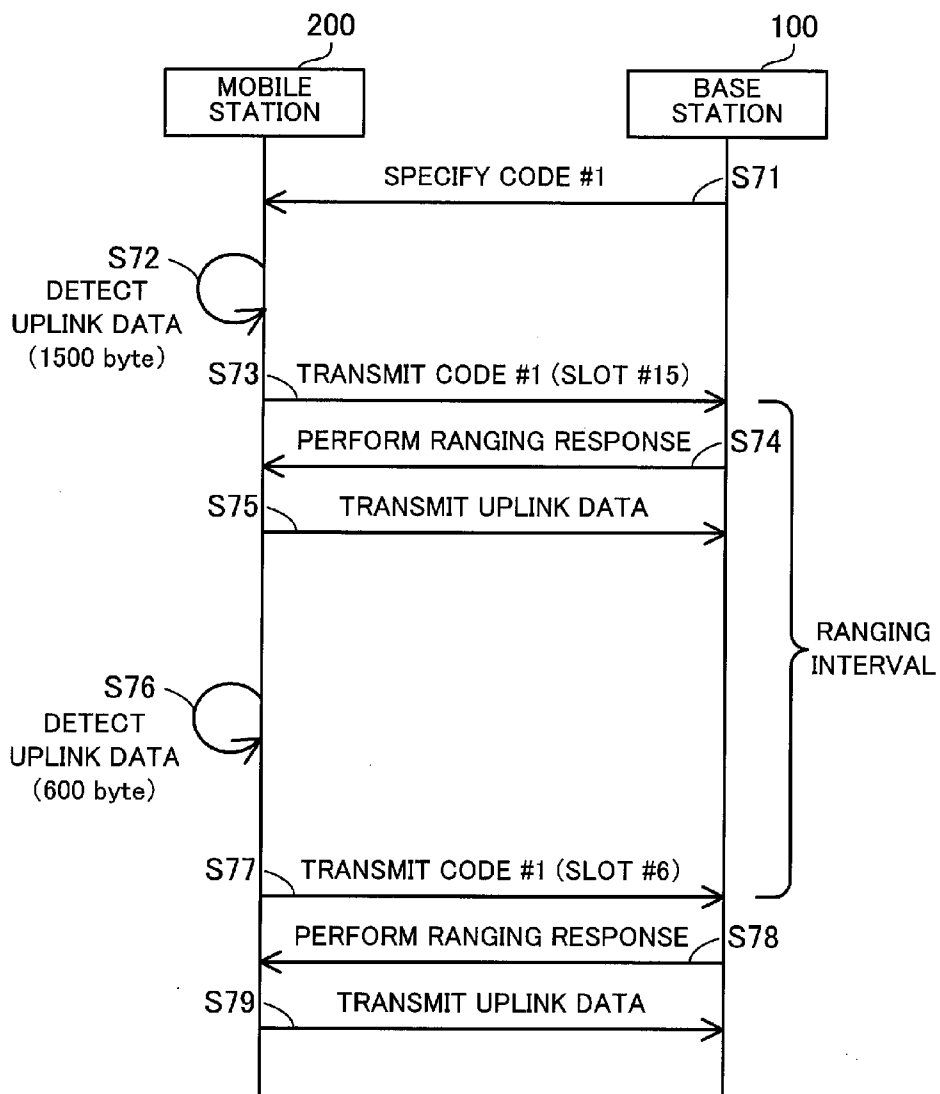 200
100
MOBILE
STATION
BASE
STATION
SPECIFY CODE #1
S71
S72
DETECT
UPLINK DATA
(1500 byte)
S73
TRANSMIT CODE #1 (SLOT #15)
PERFORM RANGING RESPONSE
S74
S75
TRANSMIT UPLINK DATA
RANGING
INTERVAL
S76
DETECT
UPLINK DATA
(600 byte)
S77
TRANSMIT CODE #1 (SLOT #6)
PERFORM RANGING RESPONSE
S78
S79
TRANSMIT UPLINK DATA